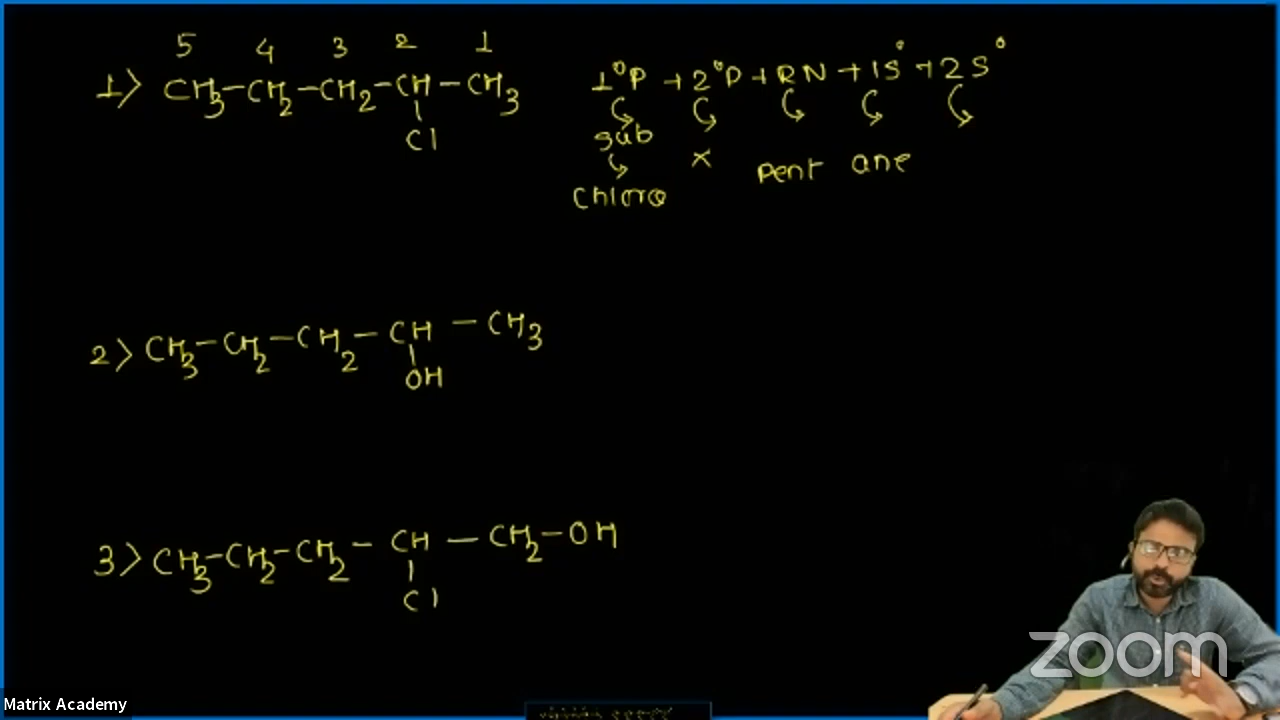 5 4 3 2 1
1) CH3-CH2-CH2-CH-CH3
Cl
1°P + 2°P + RN + 1S° + 2S°
sub
x
pent ane
Chloro
2) CH3-CH2-CH2-CH-CH3
OH
3) CH3-CH2-CH2-CH-CH2-OH
Cl
zoom
Matrix Academy